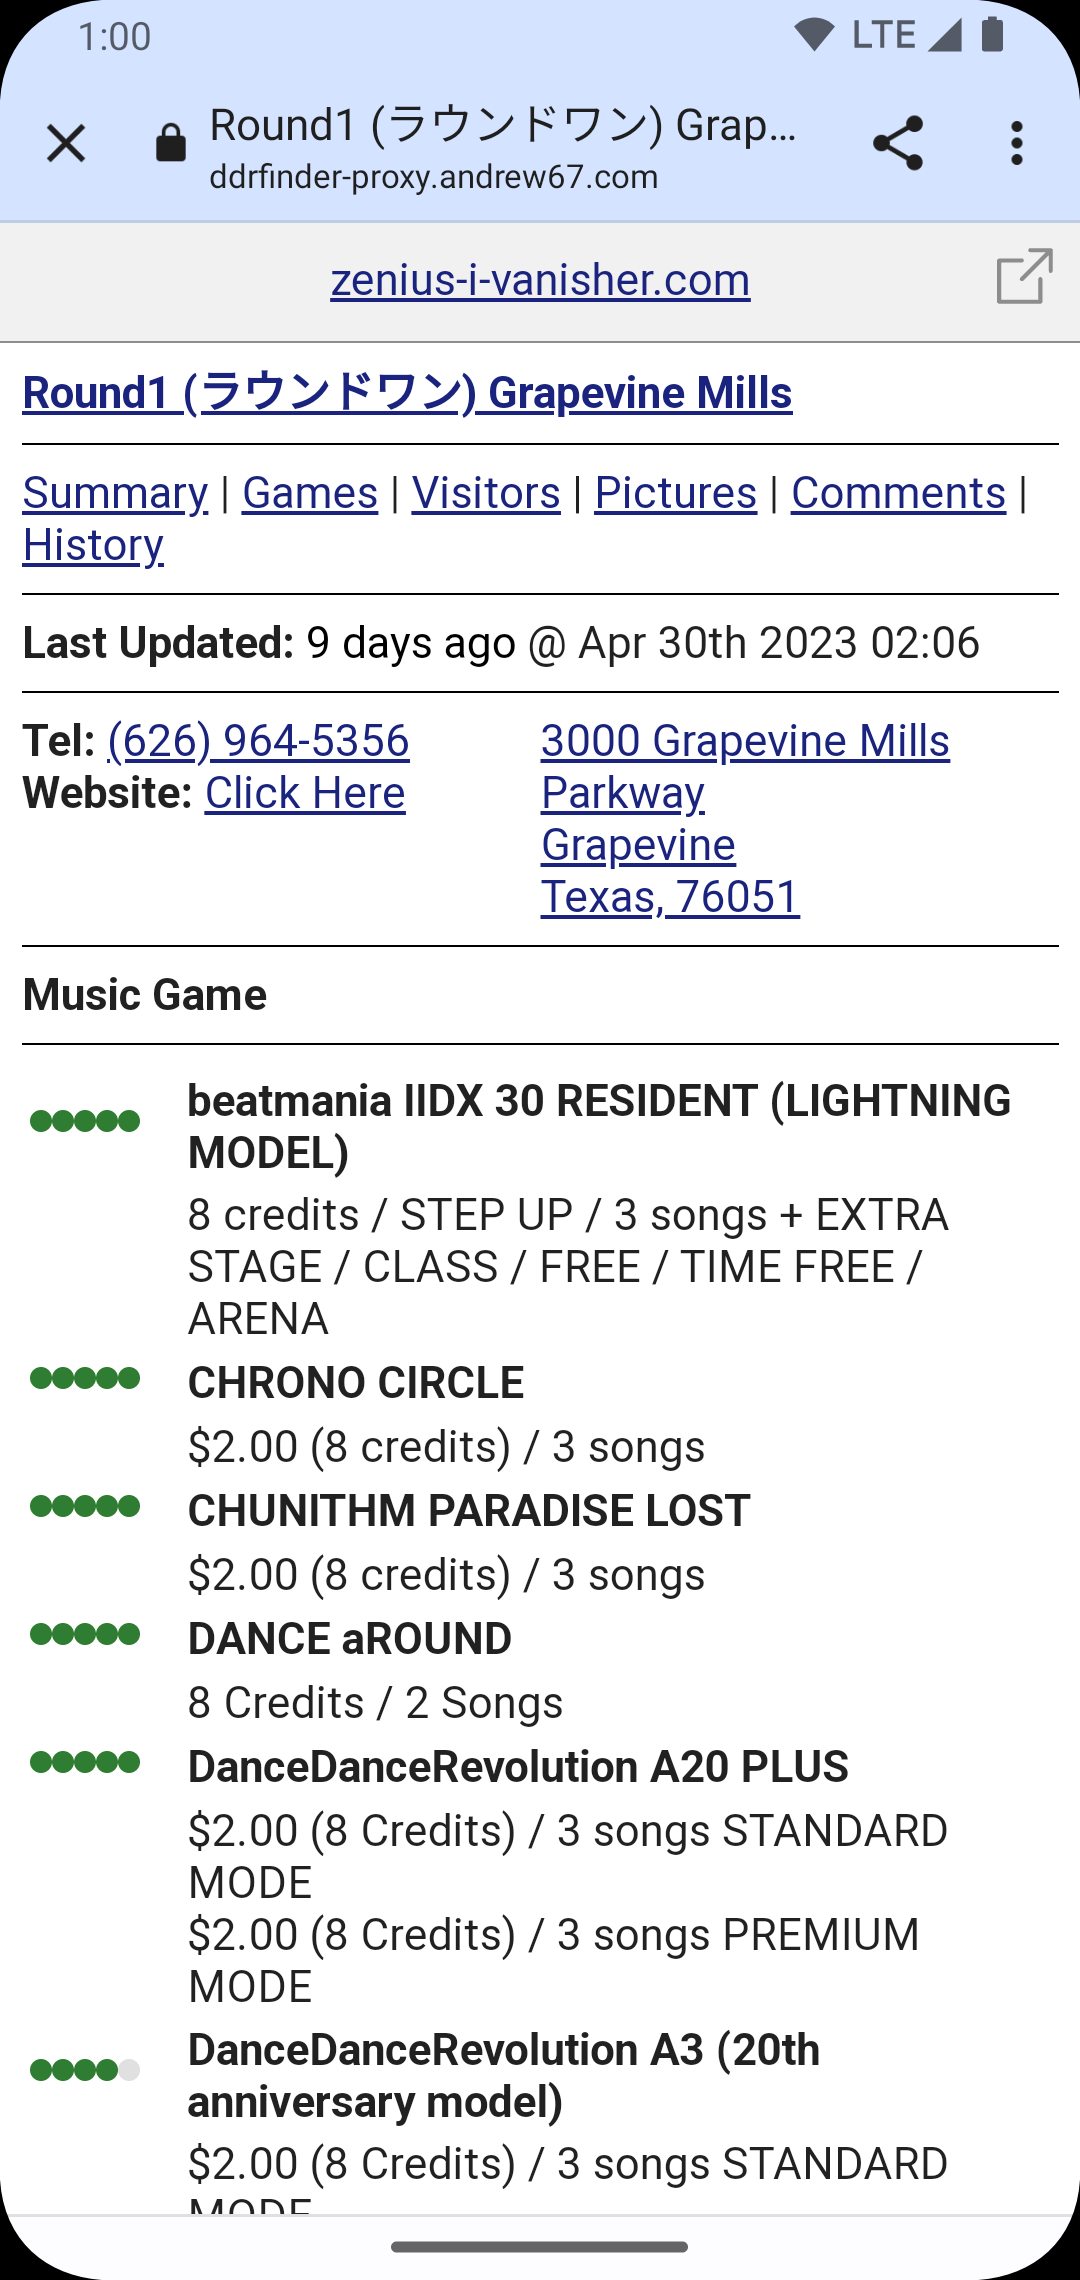 1:00
LTE
Round1 (ラウンドワン) Grap...
ddrfinder-proxy.andrew67.com
zenius-i-vanisher.com
Round1 (ラウンドワン) Grapevine Mills
Summary | Games | Visitors | Pictures | Comments |
History
Last Updated: 9 days ago @ Apr 30th 2023 02:06
Tel: (626) 964-5356
Website: Click Here
3000 Grapevine Mills
Parkway
Grapevine
Texas, 76051
Music Game
beatmania IIDX 30 RESIDENT (LIGHTNING
MODEL)
8 credits / STEP UP / 3 songs + EXTRA
STAGE / CLASS / FREE / TIME FREE /
ARENA
CHRONO CIRCLE
$2.00 (8 credits) / 3 songs
CHUNITHM PARADISE LOST
$2.00 (8 credits) / 3 songs
DANCE aROUND
8 Credits / 2 Songs
DanceDanceRevolution A20 PLUS
$2.00 (8 Credits) / 3 songs STANDARD
MODE
$2.00 (8 Credits) / 3 songs PREMIUM
MODE
DanceDanceRevolution A3 (20th
anniversary model)
$2.00 (8 Credits) / 3 songs STANDARD
MODE